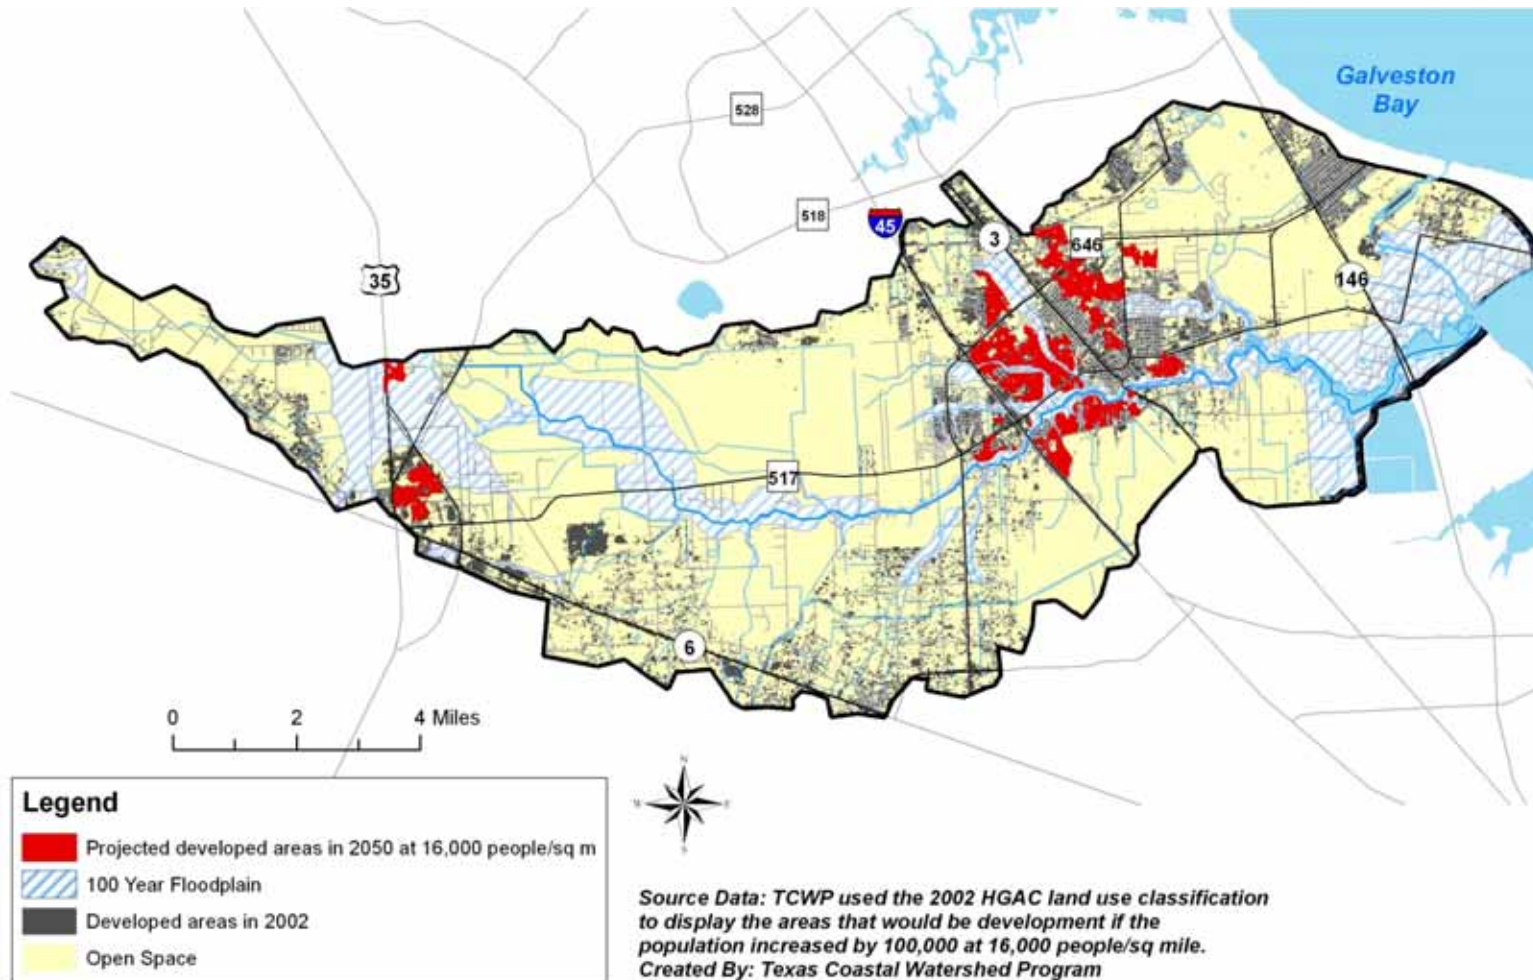 Galveston
Bay
528
518
45
3
646
35
146
517
6
0 2 4 Miles
N
W E
S
Legend
Projected developed areas in 2050 at 16,000 people/sq m
100 Year Floodplain
Developed areas in 2002
Open Space
Source Data: TCWP used the 2002 HGAC land use classification
to display the areas that would be development if the
population increased by 100,000 at 16,000 people/sq mile.
Created By: Texas Coastal Watershed Program